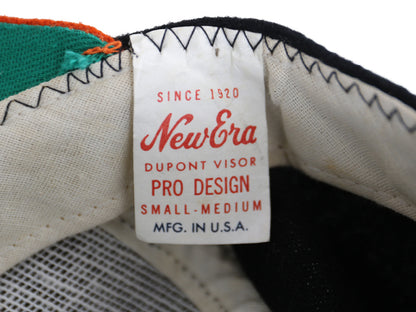 SINCE 1920
New Era
DUPONT VISOR
PRO DESIGN
SMALL-MEDIUM
MFG. IN U.S.A.